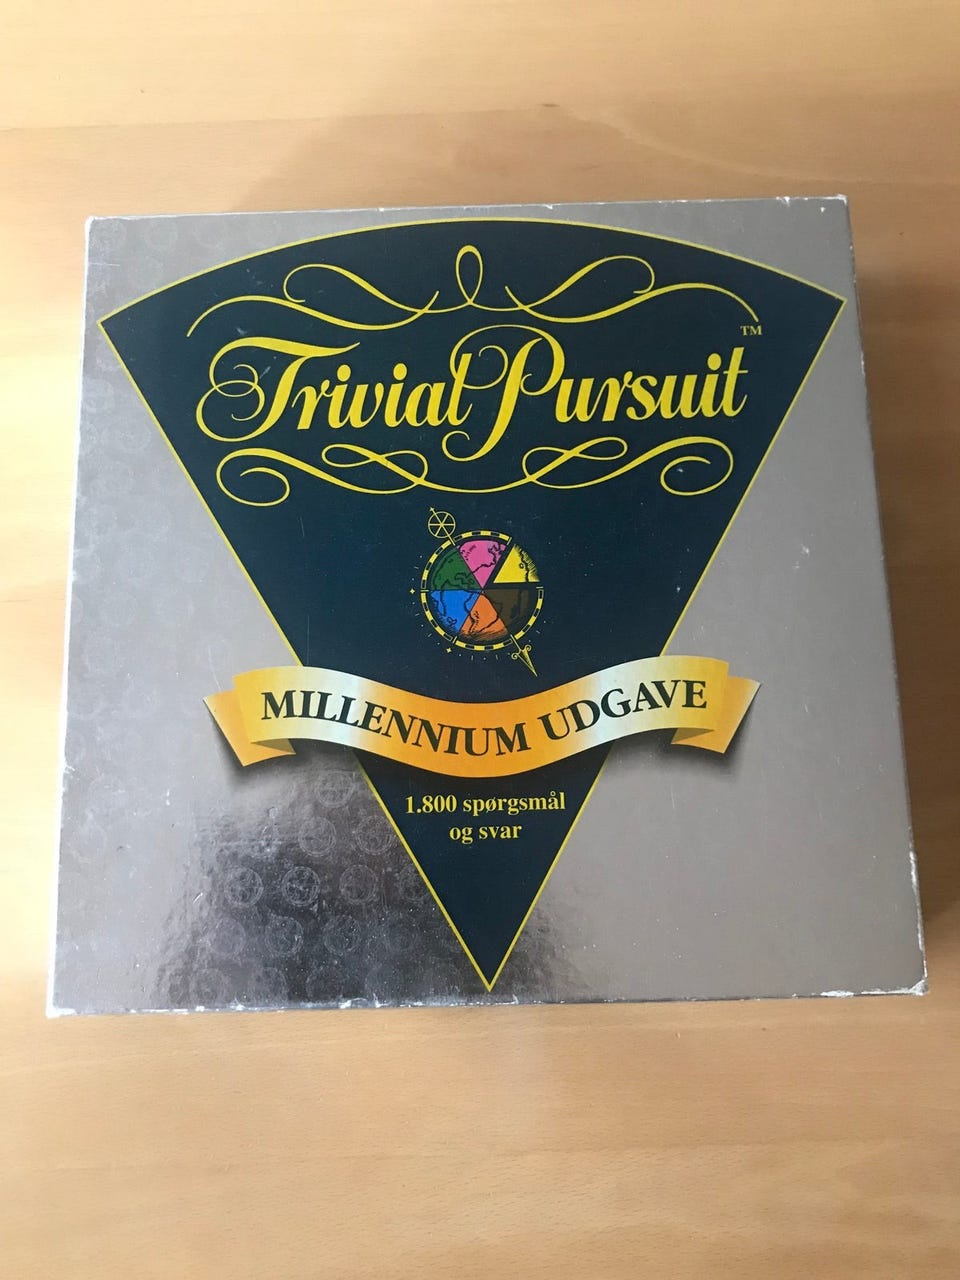 Trivial Pursuit™
MILLENNIUM UDGAVE
1.800 spørgsmål
og svar